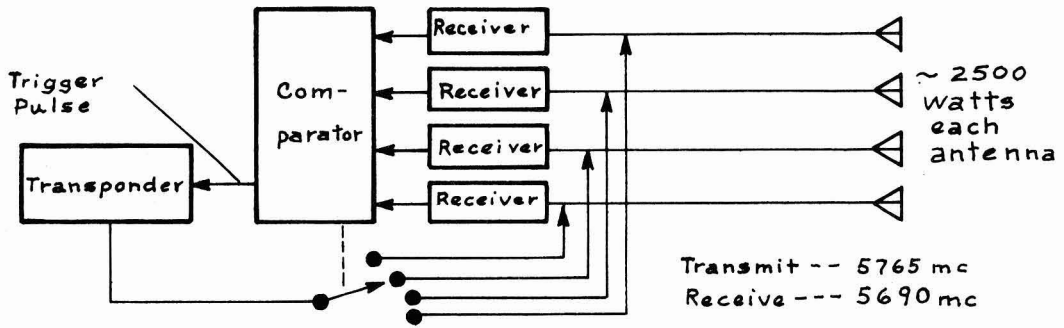 Receiver
Receiver
Receiver
Receiver
Com-
parator
Trigger
Pulse
Transponder
~ 2500
watts
each
antenna
Transmit -- 5765 mc
Receive --- 5690 mc